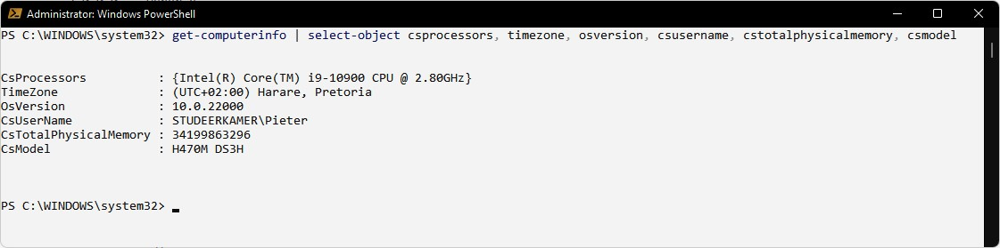 Administrator: Windows PowerShell
PS C:\WINDOWS\system32> get-computerinfo | select-object csprocessors, timezone, osversion, csusername, cstotalphysicalmemory, csmodel
CsProcessors : {Intel(R) Core(TM) i9-10900 CPU @ 2.80GHz}
TimeZone : (UTC+02:00) Harare, Pretoria
OsVersion : 10.0.22000
CsUserName : STUDEERKAMER\Pieter
CsTotalPhysicalMemory : 34199863296
CsModel : H470M DS3H
PS C:\WINDOWS\system32>